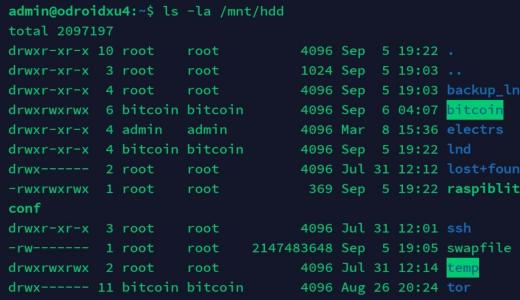 admin@odroidxu4:~$ ls -la /mnt/hdd
total 2097197
drwxr-xr-x 10 root    root          4096 Sep  5 19:22 .
drwxr-xr-x  3 root    root          1024 Sep  5 19:03 ..
drwxr-xr-x  4 root    root          4096 Sep  5 19:03 backup_ln
drwxrwxrwx  6 bitcoin bitcoin       4096 Sep  6 04:07 bitcoin
drwxr-xr-x  4 admin   admin         4096 Mar  8 15:36 electrs
drwxr-xr-x  4 bitcoin bitcoin       4096 Sep  5 19:22 lnd
drwx------  2 root    root          4096 Jul 31 12:12 lost+foun
-rwxrwxrwx  1 root    root           369 Sep  5 19:22 raspiblit
conf
drwxr-xr-x  3 root    root          4096 Jul 31 12:01 ssh
-rw-------  1 root    root    2147483648 Sep  5 19:05 swapfile
drwxrwxrwx  2 root    root          4096 Jul 31 12:14 temp
drwx------ 11 bitcoin bitcoin       4096 Aug 26 20:24 tor